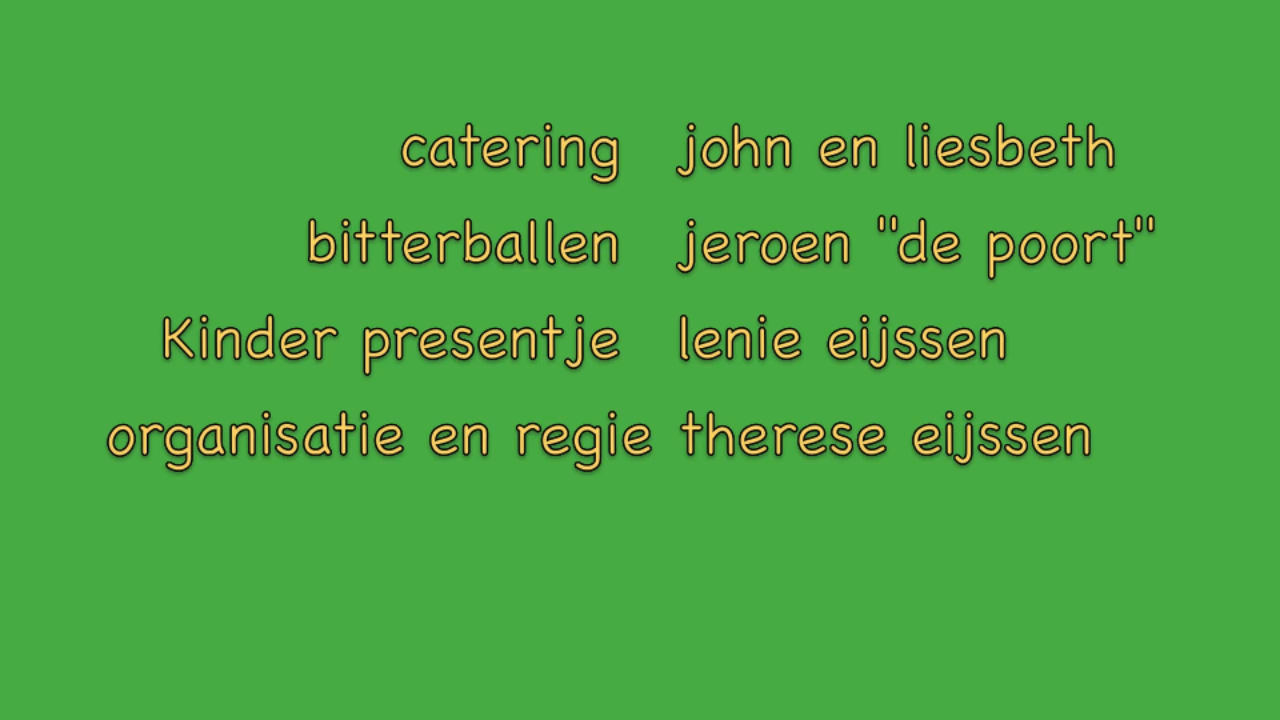 catering john en liesbeth
bitterballen jeroen "de poort"
Kinder presentje lenie eijssen
organisatie en regie therese eijssen